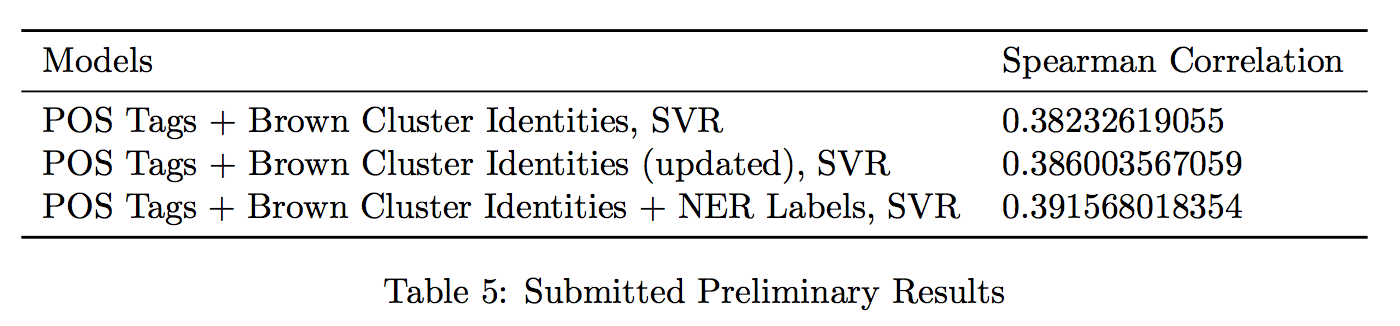 Models Spearman Correlation
POS Tags + Brown Cluster Identities, SVR 0.38232619055
POS Tags + Brown Cluster Identities (updated), SVR 0.386003567059
POS Tags + Brown Cluster Identities + NER Labels, SVR 0.391568018354
Table 5: Submitted Preliminary Results